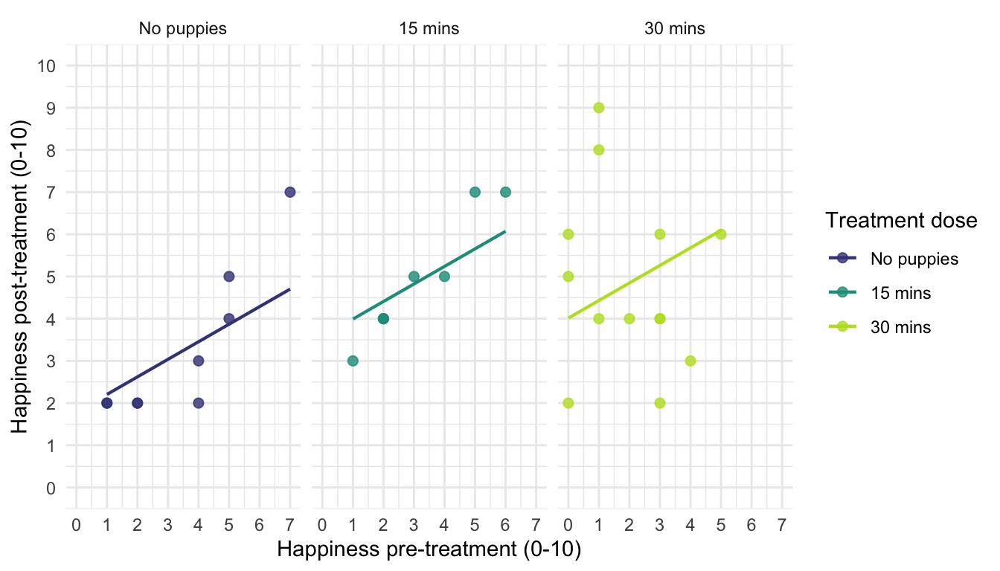 No puppies 15 mins 30 mins
Happiness post-treatment (0-10)
10
9
8
7
6
5
4
3
2
1
0
0 1 2 3 4 5 6 7 0 1 2 3 4 5 6 7 0 1 2 3 4 5 6 7
Happiness pre-treatment (0-10)
Treatment dose
No puppies
15 mins
30 mins